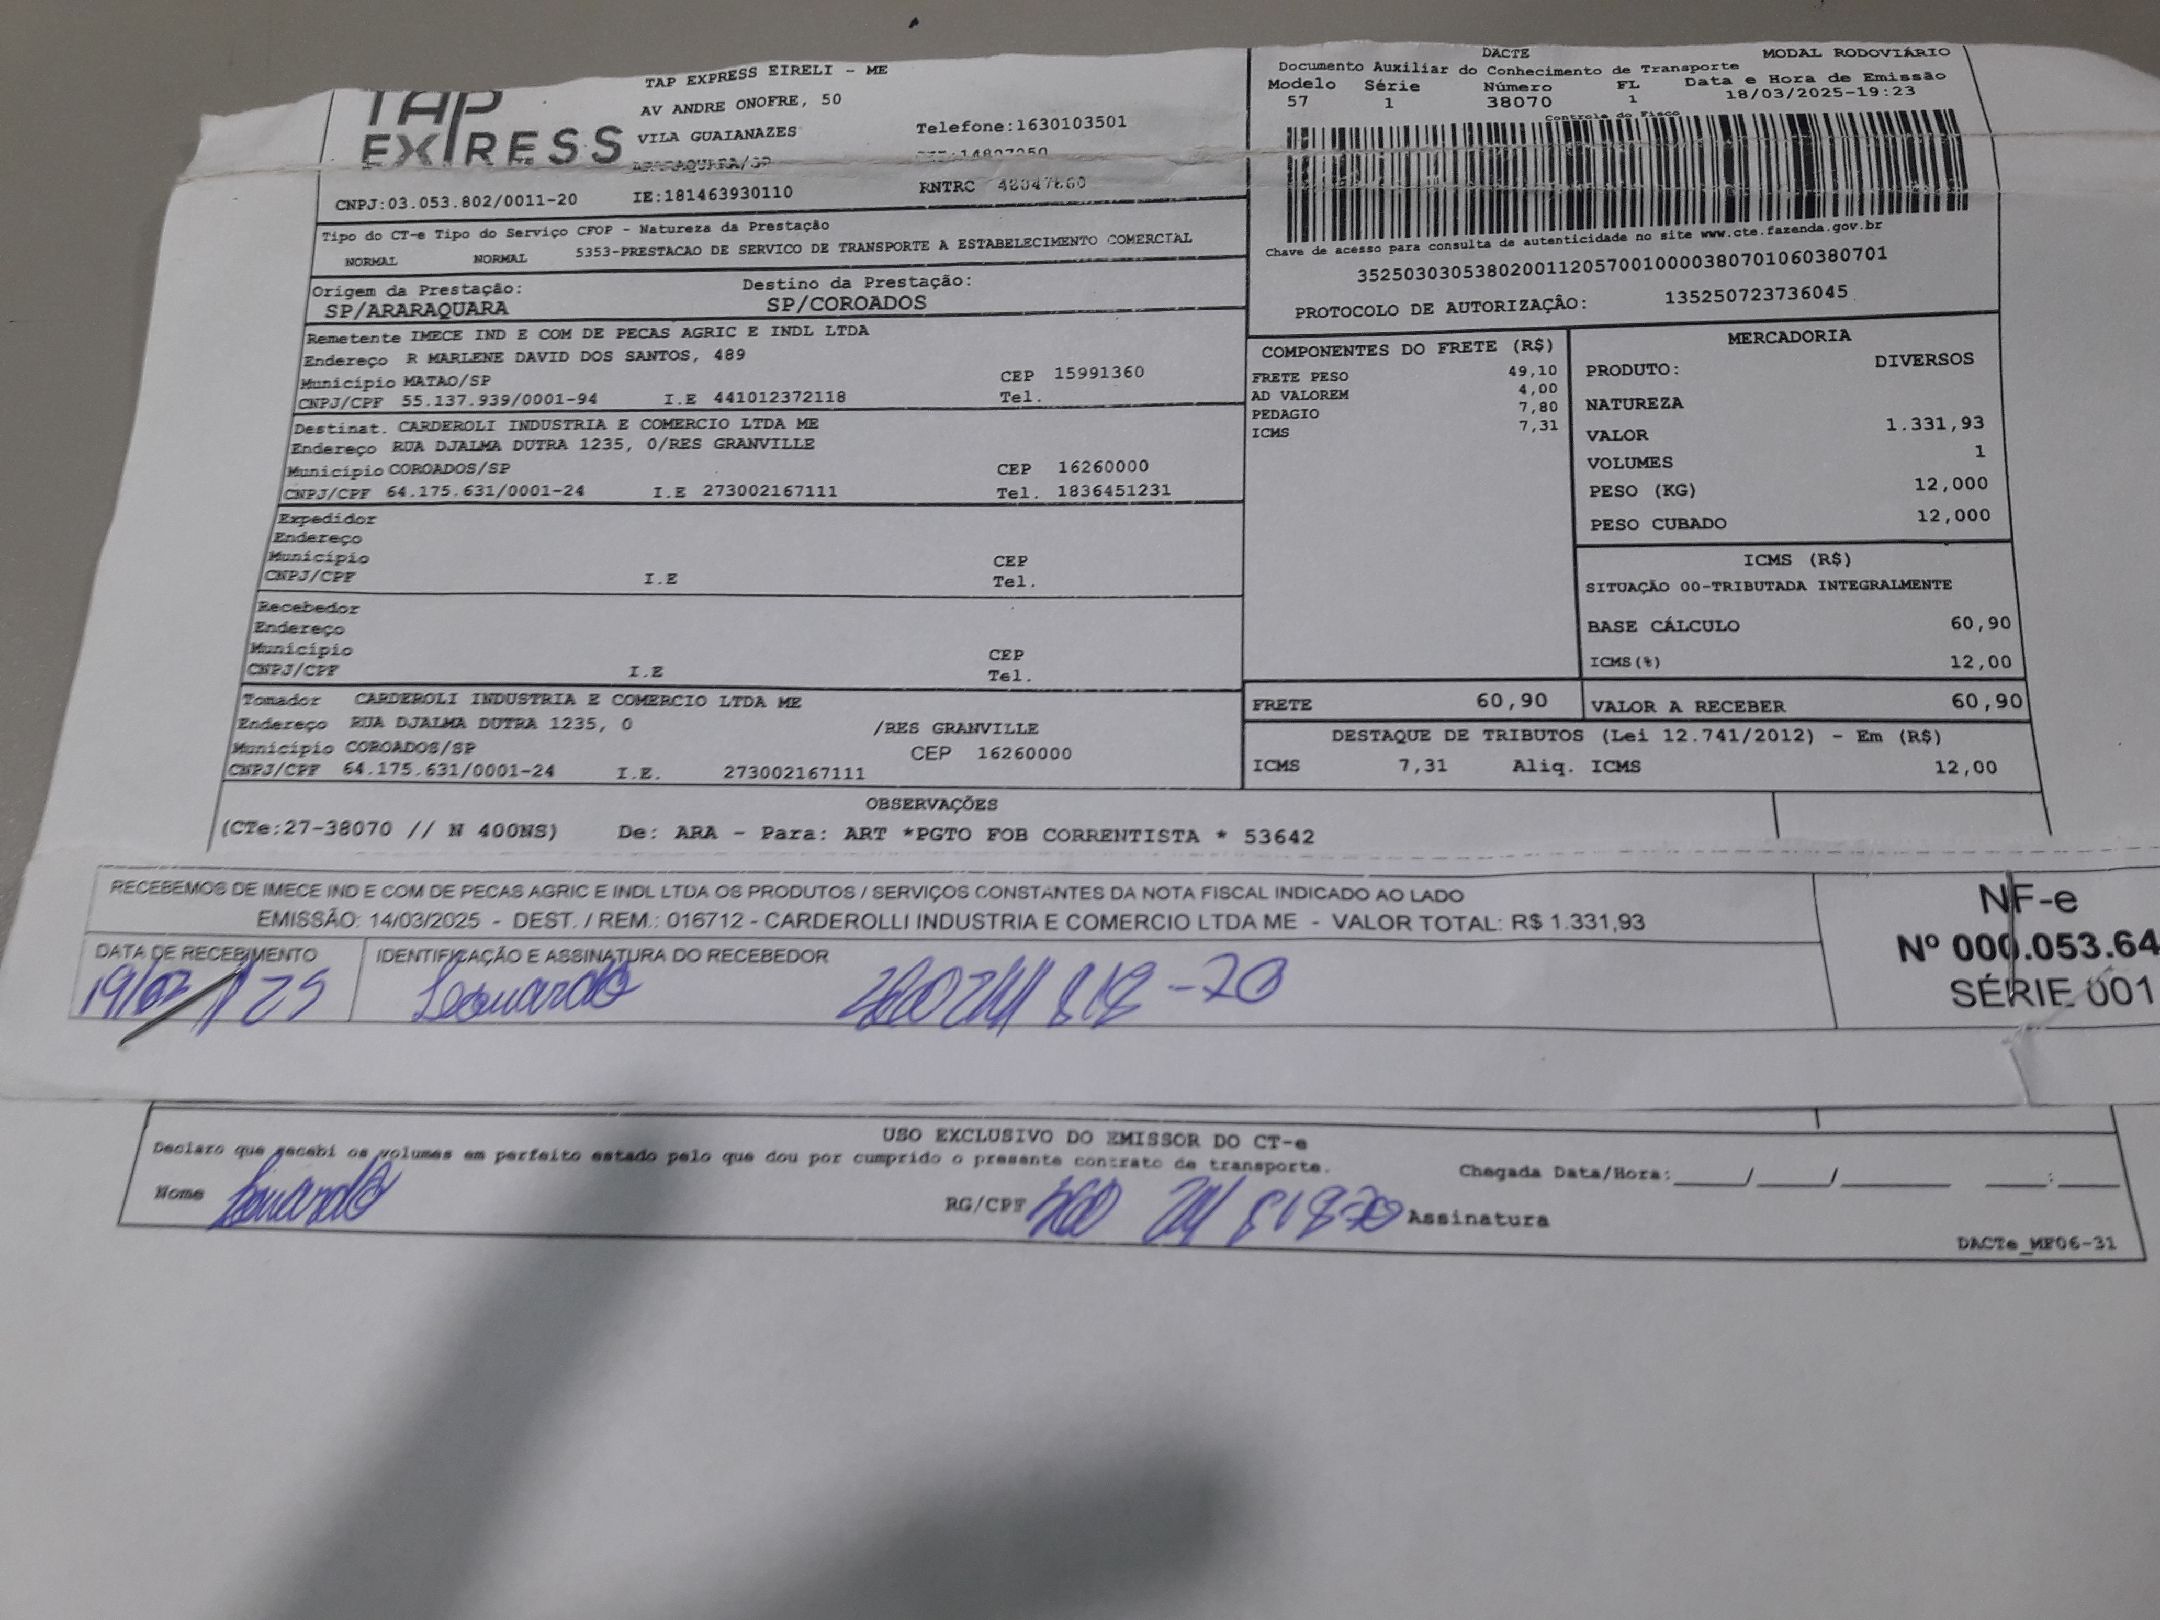 TAP EXPRESS
TAP EXPRESS EIRELI - ME
AV ANDRE ONOFRE, 50
VILA GUAIANAZES Telefone:1630103501
ARARAQUARA/SP
CNPJ:03.053.802/0011-20 IE:181463930110 RNTRC
Tipo do CT-e Tipo do Serviço CFOP - Natureza da Prestação
NORMAL NORMAL 5353-PRESTACAO DE SERVICO DE TRANSPORTE A ESTABELECIMENTO COMERCIAL
Origem da Prestação: Destino da Prestação:
SP/ARARAQUARA SP/COROADOS
Remetente IMECE IND E COM DE PECAS AGRIC E INDL LTDA
Endereço R MARLENE DAVID DOS SANTOS, 489
Município MATAO/SP CEP 15991360
CNPJ/CPF 55.137.939/0001-94 I.E 441012372118 Tel.
Destinat. CARDEROLI INDUSTRIA E COMERCIO LTDA ME
Endereço RUA DJALMA DUTRA 1235, 0/RES GRANVILLE
Município COROADOS/SP CEP 16260000
CNPJ/CPF 64.175.631/0001-24 I.E 273002167111 Tel. 1836451231
Expedidor
Endereço
Município CEP
CNPJ/CPF I.E Tel.
Recebedor
Endereço
Município CEP
CNPJ/CPF I.E Tel.
Tomador CARDEROLI INDUSTRIA E COMERCIO LTDA ME
Endereço RUA DJALMA DUTRA 1235, 0 /RES GRANVILLE
Município COROADOS/SP CEP 16260000
CNPJ/CPF 64.175.631/0001-24 I.E. 273002167111
DACTE MODAL RODOVIÁRIO
Documento Auxiliar do Conhecimento de Transporte
Modelo Série Número FL Data e Hora de Emissão
57 1 38070 1 18/03/2025-19:23
Controle do Fisco
Chave de acesso para consulta de autenticidade no site www.cte.fazenda.gov.br
35250303053802001120570010000380701060380701
PROTOCOLO DE AUTORIZAÇÃO: 135250723736045
COMPONENTES DO FRETE (R$)
FRETE PESO 49,10
AD VALOREM 4,00
PEDAGIO 7,80
ICMS 7,31
MERCADORIA
PRODUTO: DIVERSOS
NATUREZA
VALOR 1.331,93
VOLUMES 1
PESO (KG) 12,000
PESO CUBADO 12,000
ICMS (R$)
SITUAÇÃO 00-TRIBUTADA INTEGRALMENTE
BASE CÁLCULO 60,90
ICMS(%) 12,00
FRETE 60,90 VALOR A RECEBER 60,90
DESTAQUE DE TRIBUTOS (Lei 12.741/2012) - Em (R$)
ICMS 7,31 Aliq. ICMS 12,00
OBSERVAÇÕES
(CTe:27-38070 // N 400NS) De: ARA - Para: ART *PGTO FOB CORRENTISTA * 53642
RECEBEMOS DE IMECE IND E COM DE PECAS AGRIC E INDL LTDA OS PRODUTOS / SERVIÇOS CONSTANTES DA NOTA FISCAL INDICADO AO LADO
EMISSÃO: 14/03/2025 - DEST. / REM.: 016712 - CARDEROLLI INDUSTRIA E COMERCIO LTDA ME - VALOR TOTAL: R$ 1.331,93
DATA DE RECEBIMENTO IDENTIFICAÇÃO E ASSINATURA DO RECEBEDOR
Leonardo
NF-e
Nº 000.053.64
SÉRIE 001
USO EXCLUSIVO DO EMISSOR DO CT-e
Declaro que recebi os volumes em perfeito estado pelo que dou por cumprido o presente contrato de transporte.
Chegada Data/Hora:_____/_____/_______ ____:____
Nome Leonardo RG/CPF Assinatura
DACTe_MF06-31